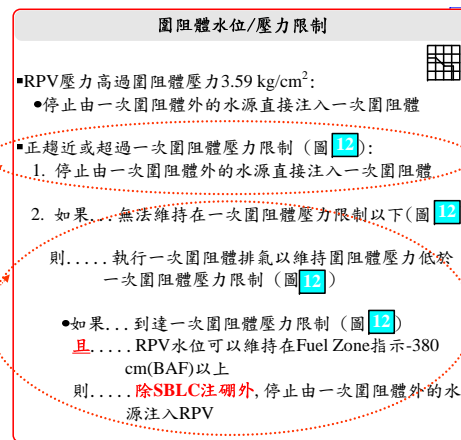 圍阻體水位/壓力限制
▪RPV壓力高過圍阻體壓力3.59 kg/cm²:
●停止由一次圍阻體外的水源直接注入一次圍阻體
▪正趨近或超過一次圍阻體壓力限制（圖12）:
1. 停止由一次圍阻體外的水源直接注入一次圍阻體
2. 如果...無法維持在一次圍阻體壓力限制以下(圖12
則.....執行一次圍阻體排氣以維持圍阻體壓力低於
一次圍阻體壓力限制（圖12）
●如果...到達一次圍阻體壓力限制（圖12）
且.....RPV水位可以維持在Fuel Zone指示-380
cm(BAF)以上
則.....除SBLC注硼外,停止由一次圍阻體外的水
源注入RPV